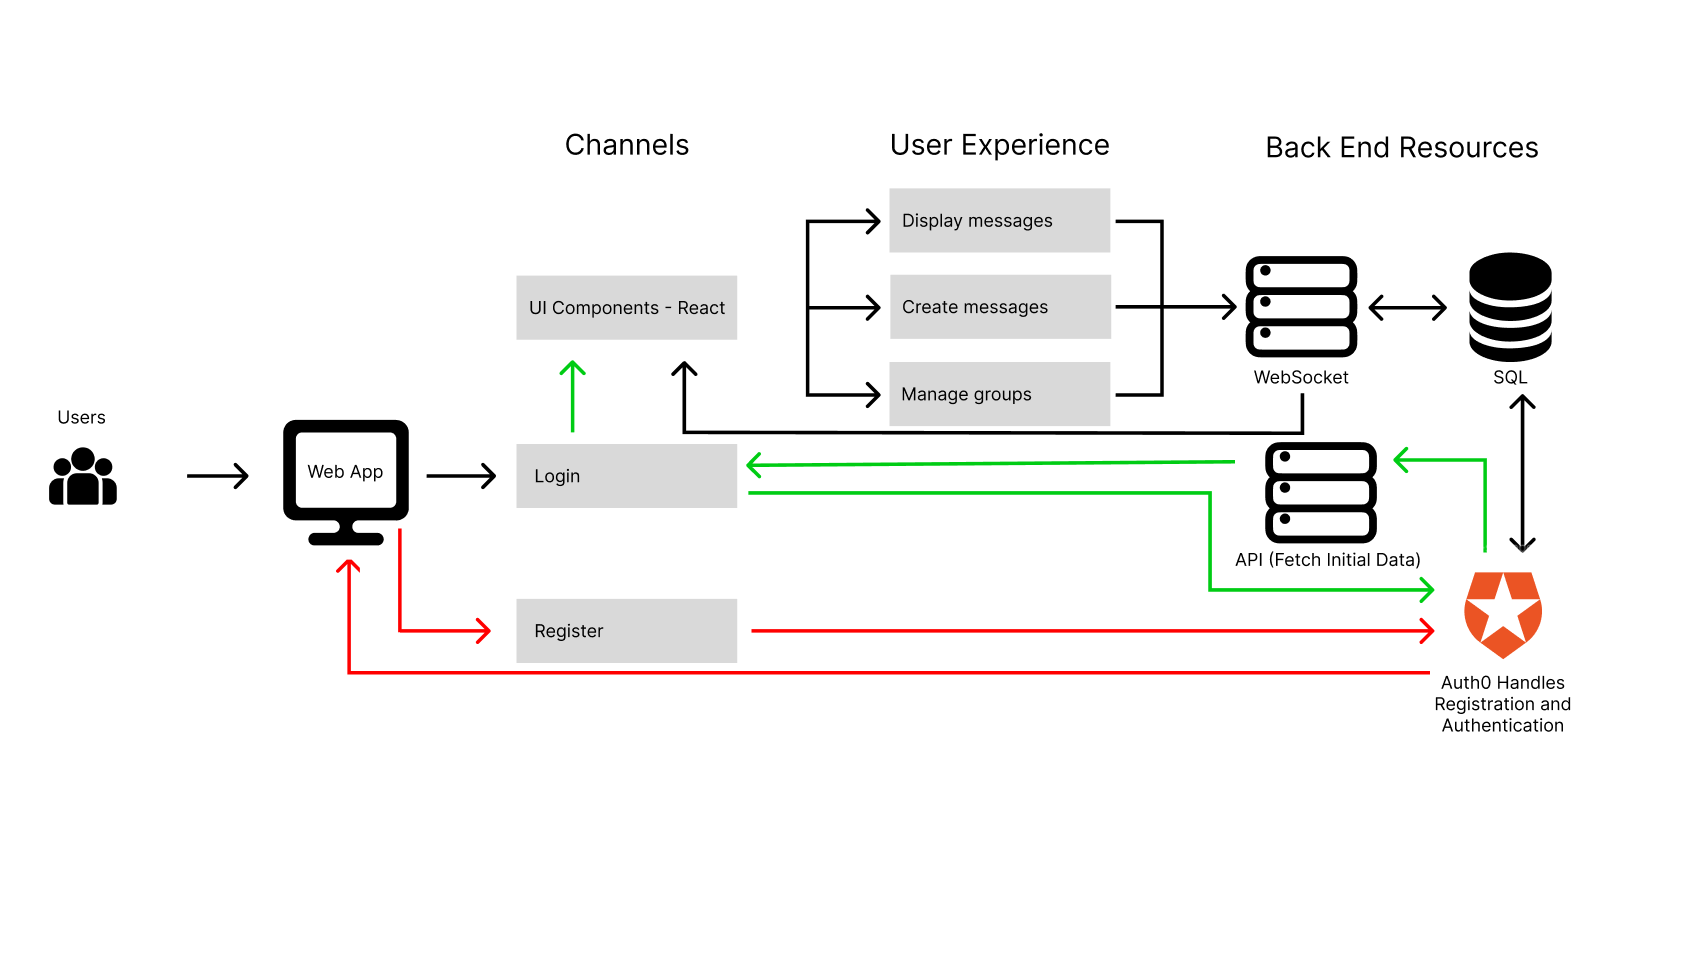 Channels
User Experience
Back End Resources
Display messages
UI Components - React
Create messages
WebSocket
SQL
Manage groups
Users
Web App
Login
API (Fetch Initial Data)
Register
Auth0 Handles
Registration and
Authentication